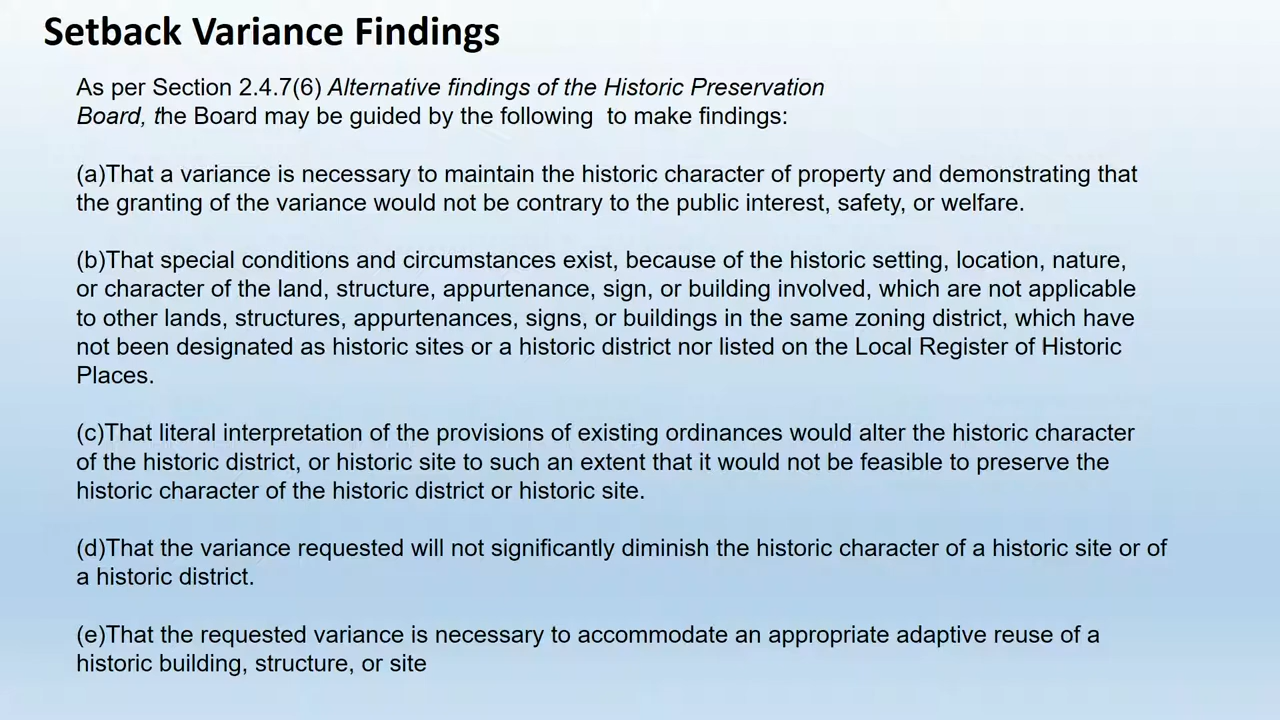 Setback Variance Findings
As per Section 2.4.7(6) Alternative findings of the Historic Preservation
Board, the Board may be guided by the following  to make findings:
(a)That a variance is necessary to maintain the historic character of property and demonstrating that
the granting of the variance would not be contrary to the public interest, safety, or welfare.
(b)That special conditions and circumstances exist, because of the historic setting, location, nature,
or character of the land, structure, appurtenance, sign, or building involved, which are not applicable
to other lands, structures, appurtenances, signs, or buildings in the same zoning district, which have
not been designated as historic sites or a historic district nor listed on the Local Register of Historic
Places.
(c)That literal interpretation of the provisions of existing ordinances would alter the historic character
of the historic district, or historic site to such an extent that it would not be feasible to preserve the
historic character of the historic district or historic site.
(d)That the variance requested will not significantly diminish the historic character of a historic site or of
a historic district.
(e)That the requested variance is necessary to accommodate an appropriate adaptive reuse of a
historic building, structure, or site